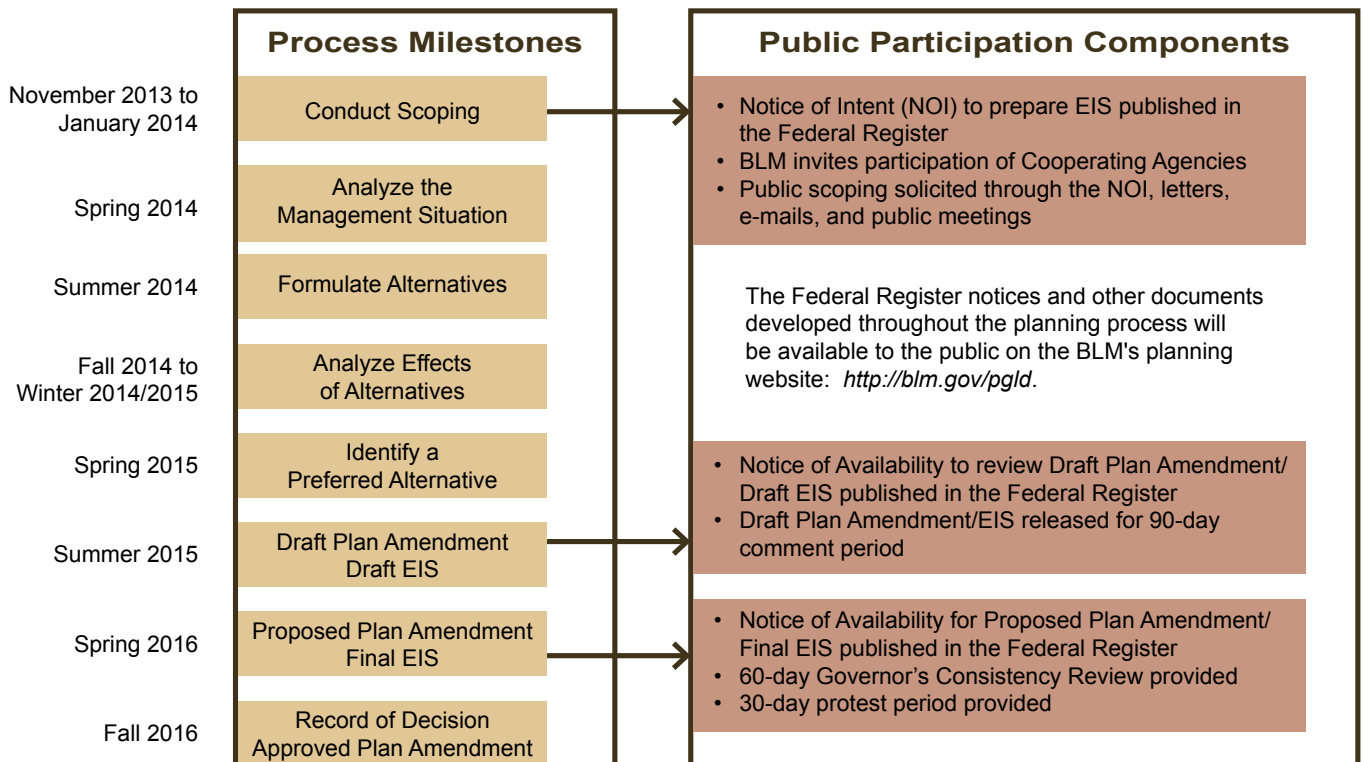 Process Milestones
Public Participation Components
November 2013 to
January 2014
Conduct Scoping
• Notice of Intent (NOI) to prepare EIS published in
the Federal Register
• BLM invites participation of Cooperating Agencies
• Public scoping solicited through the NOI, letters,
e-mails, and public meetings
Spring 2014
Analyze the
Management Situation
Summer 2014
Formulate Alternatives
The Federal Register notices and other documents
developed throughout the planning process will
be available to the public on the BLM's planning
website: http://blm.gov/pgld.
Fall 2014 to
Winter 2014/2015
Analyze Effects
of Alternatives
Spring 2015
Identify a
Preferred Alternative
Summer 2015
Draft Plan Amendment
Draft EIS
• Notice of Availability to review Draft Plan Amendment/
Draft EIS published in the Federal Register
• Draft Plan Amendment/EIS released for 90-day
comment period
Spring 2016
Proposed Plan Amendment
Final EIS
• Notice of Availability for Proposed Plan Amendment/
Final EIS published in the Federal Register
• 60-day Governor’s Consistency Review provided
• 30-day protest period provided
Fall 2016
Record of Decision
Approved Plan Amendment